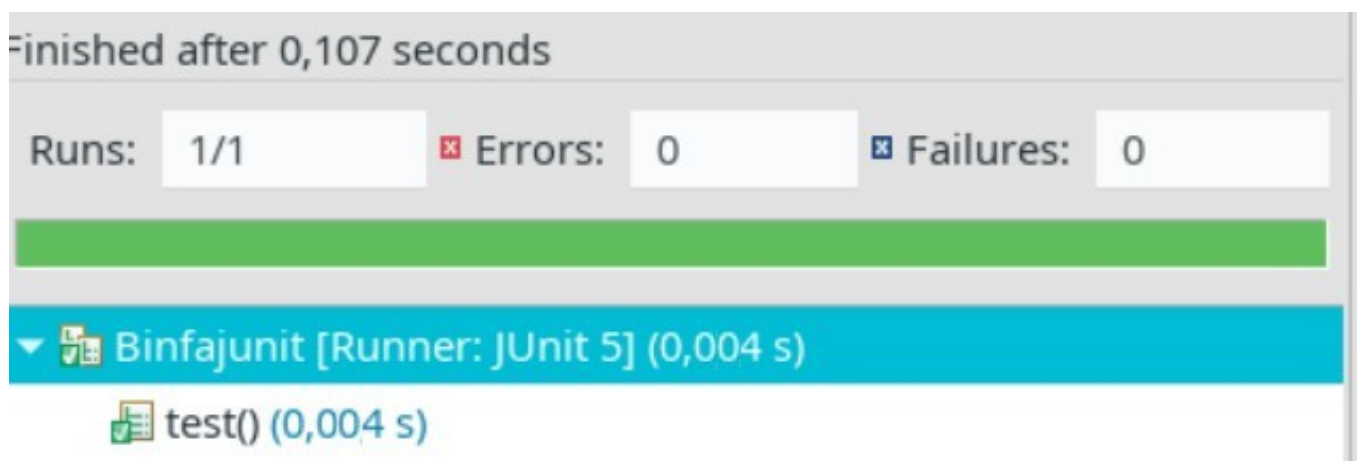 Finished after 0,107 seconds
Runs: 1/1 Errors: 0 Failures: 0
Binfajunit [Runner: JUnit 5] (0,004 s)
test() (0,004 s)